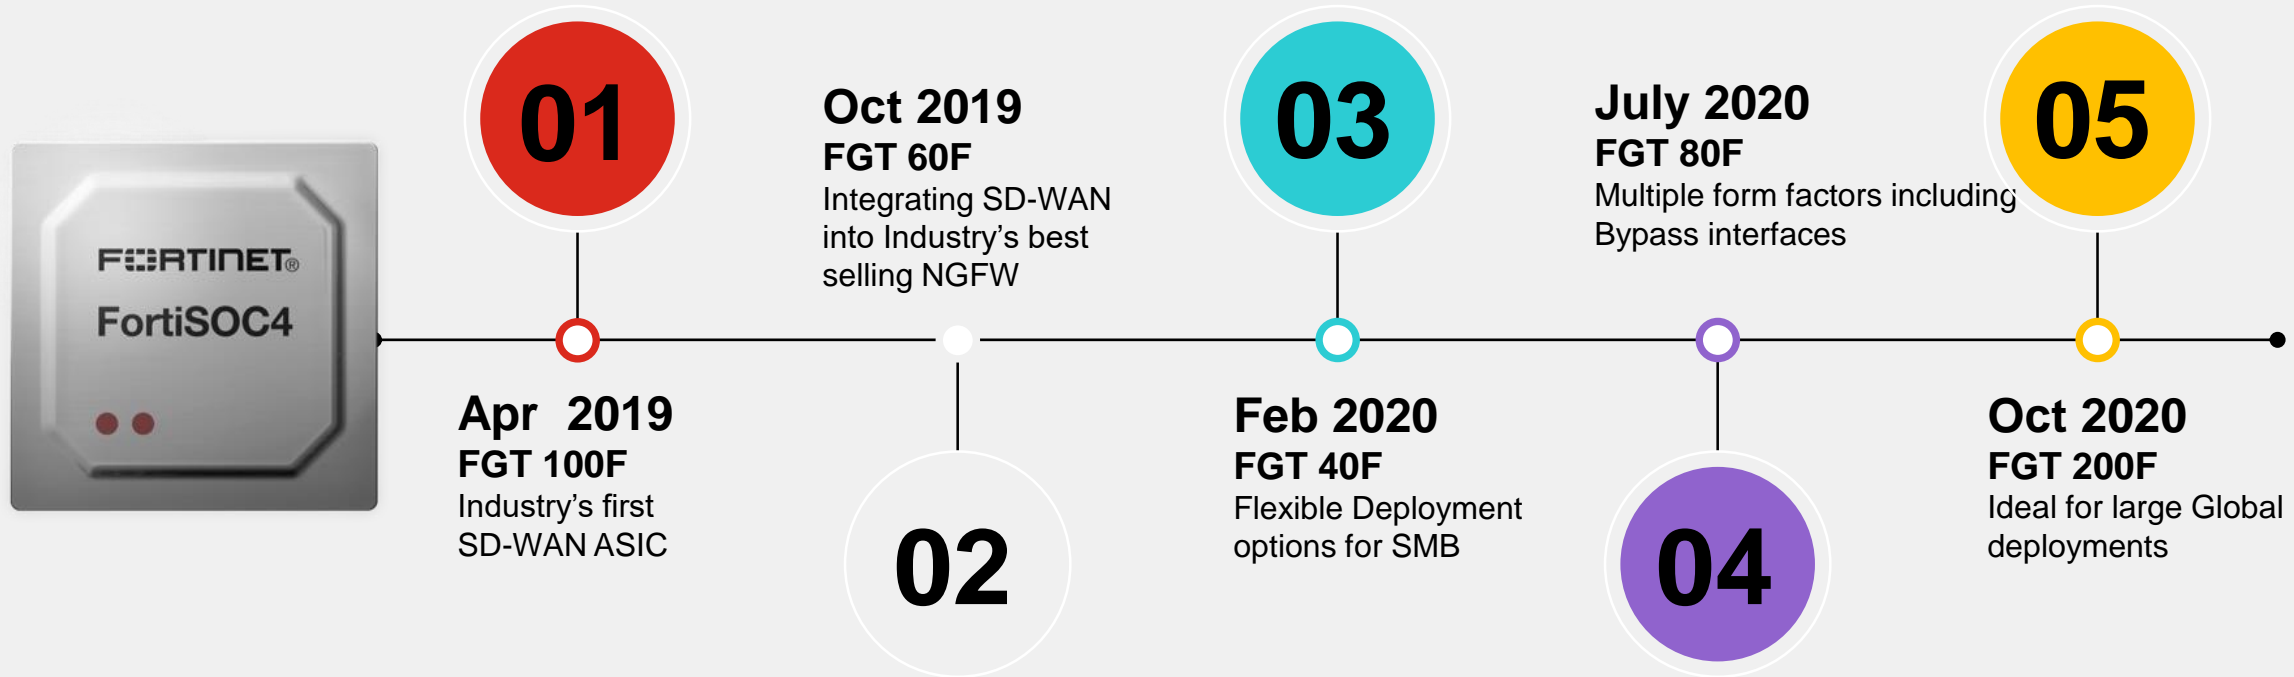 FORTINET®
FortiSOC4
01
Apr 2019
FGT 100F
Industry's first
SD-WAN ASIC
Oct 2019
FGT 60F
Integrating SD-WAN
into Industry's best
selling NGFW
02
03
Feb 2020
FGT 40F
Flexible Deployment
options for SMB
July 2020
FGT 80F
Multiple form factors including
Bypass interfaces
04
05
Oct 2020
FGT 200F
Ideal for large Global
deployments